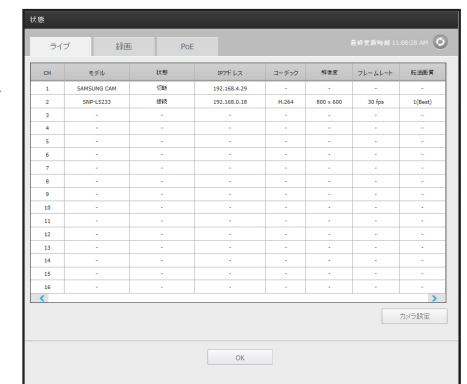 状態
ライブ 録画 PoE 最終更新時間 11:08:28 AM
CH モデル 状態 IPアドレス コーデック 解像度 フレームレート 転送画質
1 SAMSUNG CAM 切断 192.168.4.29 - - - -
2 SNP-L5233 接続 192.168.0.18 H.264 800 x 600 30 fps 1(Best)
3 - - - - - - -
4 - - - - - - -
5 - - - - - - -
6 - - - - - - -
7 - - - - - - -
8 - - - - - - -
9 - - - - - - -
10 - - - - - - -
11 - - - - - - -
12 - - - - - - -
13 - - - - - - -
14 - - - - - - -
15 - - - - - - -
16 - - - - - - -
カメラ設定
OK